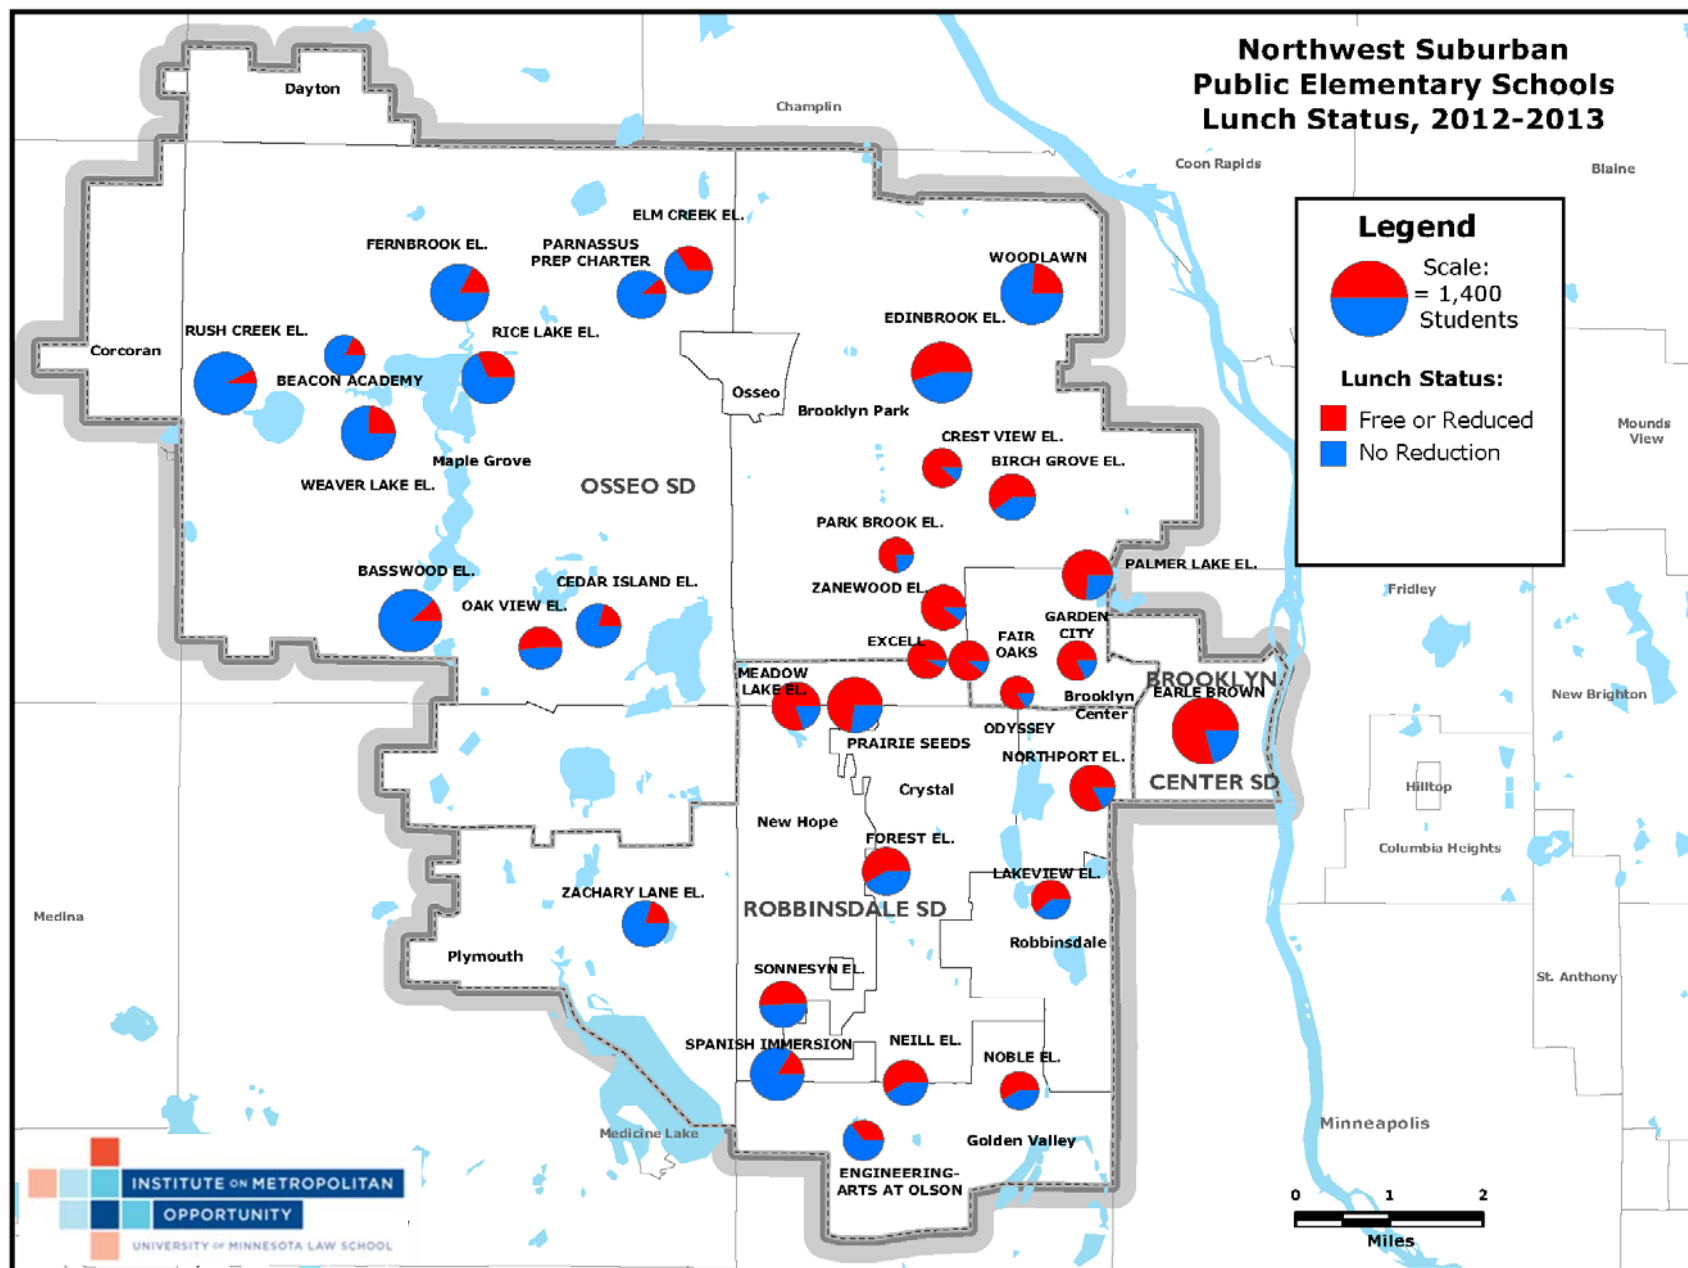 Northwest Suburban
Public Elementary Schools
Lunch Status, 2012-2013
Dayton
Champlin
Coon Rapids
Blaine
ELM CREEK EL.
FERNBROOK EL.
PARNASSUS
PREP CHARTER
WOODLAWN
Legend
Scale:
= 1,400
Students
Lunch Status:
Free or Reduced
No Reduction
EDINBROOK EL.
RUSH CREEK EL.
RICE LAKE EL.
Corcoran
BEACON ACADEMY
Osseo
Brooklyn Park
Mounds
View
CREST VIEW EL.
BIRCH GROVE EL.
Maple Grove
WEAVER LAKE EL.
OSSEO SD
PARK BROOK EL.
PALMER LAKE EL.
BASSWOOD EL.
CEDAR ISLAND EL.
OAK VIEW EL.
ZANEWOOD EL.
Fridley
GARDEN
CITY
FAIR
OAKS
EXCELL
MEADOW
LAKE EL.
BROOKLYN
EARLE BROWN
New Brighton
Brooklyn
Center
ODYSSEY
PRAIRIE SEEDS
NORTHPORT EL.
CENTER SD
Crystal
Hilltop
New Hope
FOREST EL.
Columbia Heights
LAKEVIEW EL.
ZACHARY LANE EL.
ROBBINSDALE SD
Medina
Robbinsdale
Plymouth
SONNESYN EL.
St. Anthony
SPANISH IMMERSION
NEILL EL.
NOBLE EL.
Medicine Lake
Golden Valley
Minneapolis
ENGINEERING-
ARTS AT OLSON
INSTITUTE ON METROPOLITAN
OPPORTUNITY
UNIVERSITY OF MINNESOTA LAW SCHOOL
0 1 2
Miles